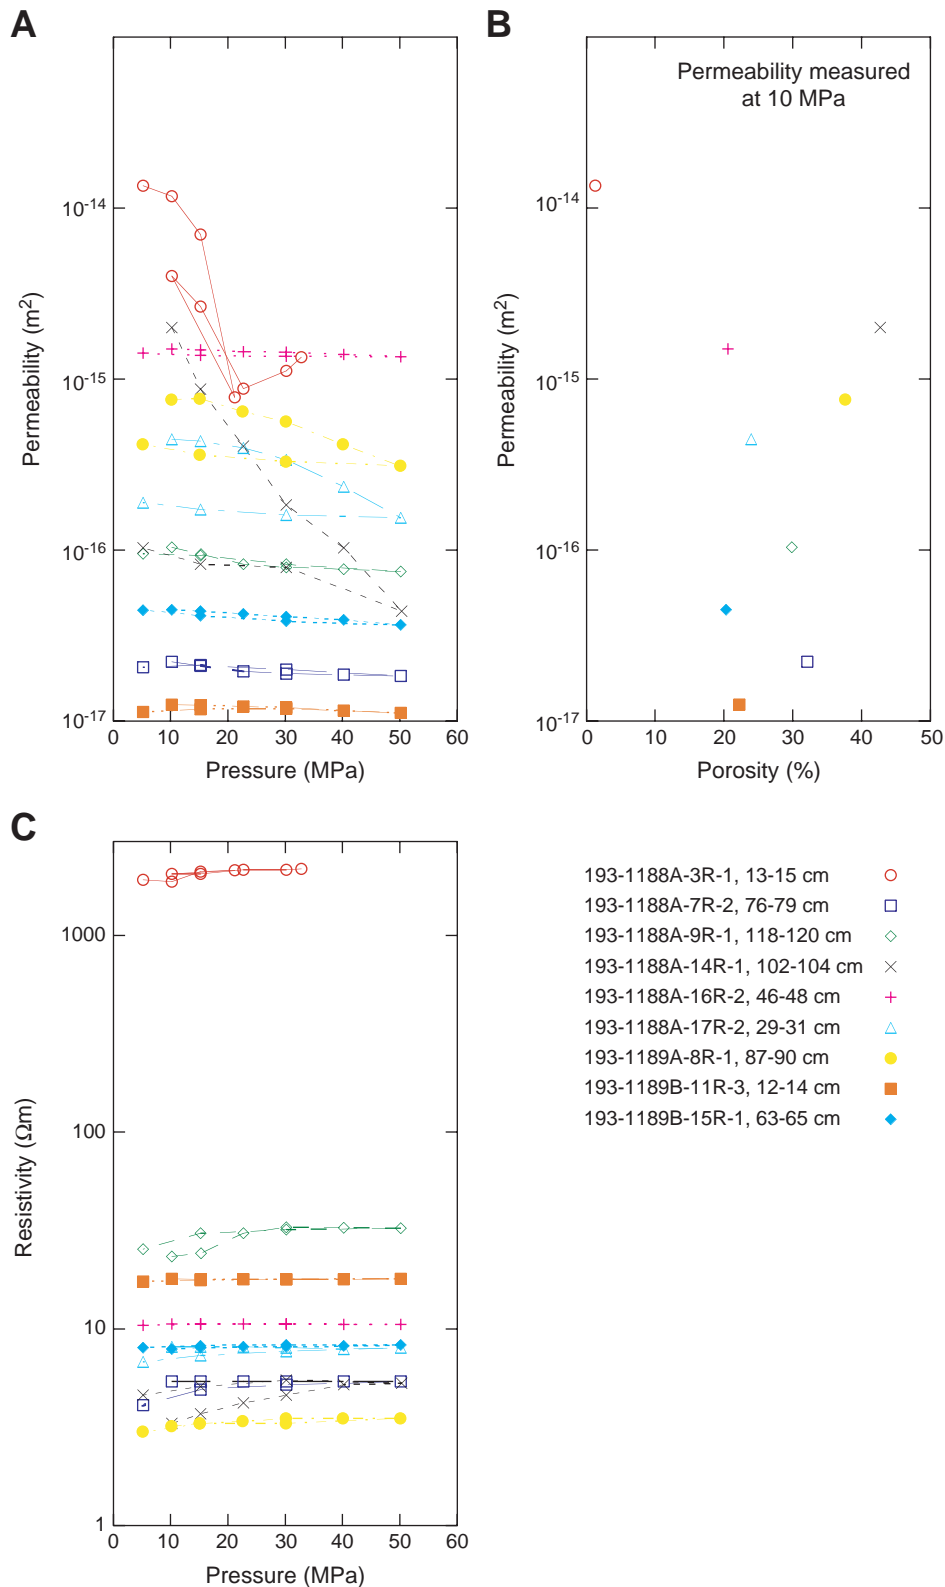 A
B
Permeability measured
at 10 MPa
10-14
10-15
10-16
10-17
Permeability (m2)
0 10 20 30 40 50 60
Pressure (MPa)
10-14
10-15
10-16
10-17
Permeability (m2)
0 10 20 30 40 50
Porosity (%)
C
1000
100
10
1
Resistivity (Ωm)
0 10 20 30 40 50 60
Pressure (MPa)
193-1188A-3R-1, 13-15 cm
193-1188A-7R-2, 76-79 cm
193-1188A-9R-1, 118-120 cm
193-1188A-14R-1, 102-104 cm
193-1188A-16R-2, 46-48 cm
193-1188A-17R-2, 29-31 cm
193-1189A-8R-1, 87-90 cm
193-1189B-11R-3, 12-14 cm
193-1189B-15R-1, 63-65 cm